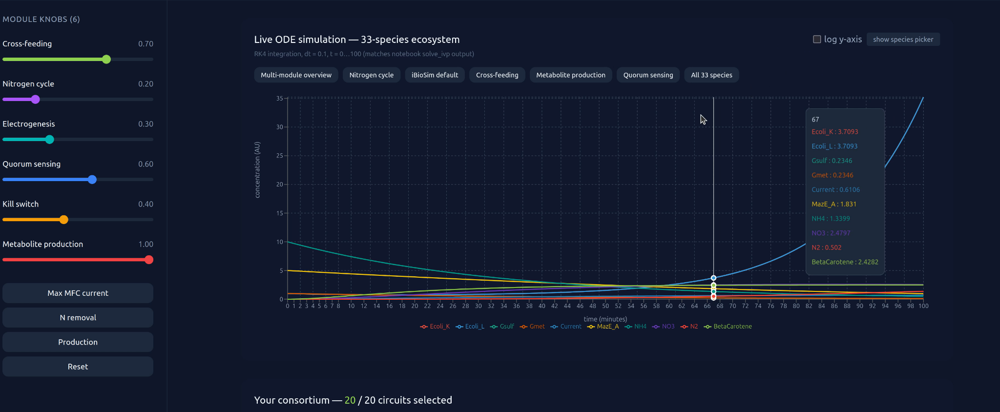 MODULE KNOBS (6)
Cross-feeding 0.70
Nitrogen cycle 0.20
Electrogenesis 0.30
Quorum sensing 0.60
Kill switch 0.40
Metabolite production 1.00
Max MFC current
N removal
Production
Reset
Live ODE simulation — 33-species ecosystem
log y-axis show species picker
RK4 integration, dt = 0.1, t = 0…100 (matches notebook solve_ivp output)
Multi-module overview Nitrogen cycle iBioSim default Cross-feeding Metabolite production Quorum sensing All 33 species
concentration (AU)
35
30
25
20
15
10
5
0
67
Ecoli_K : 3.7093
Ecoli_L : 3.7093
Gsulf : 0.2346
Gmet : 0.2346
Current : 0.6106
MazE_A : 1.831
NH4 : 1.3399
NO3 : 2.4797
N2 : 0.502
BetaCarotene : 2.4282
0 1 2 3 4 5 6 7 8 10 12 14 16 18 20 22 24 26 28 30 32 34 36 38 40 42 44 46 48 50 52 54 56 58 60 62 64 66 68 70 72 74 76 78 80 82 84 86 88 90 92 94 96 98 100
time (minutes)
Ecoli_K Ecoli_L Gsulf Gmet Current MazE_A NH4 NO3 N2 BetaCarotene
Your consortium — 20 / 20 circuits selected